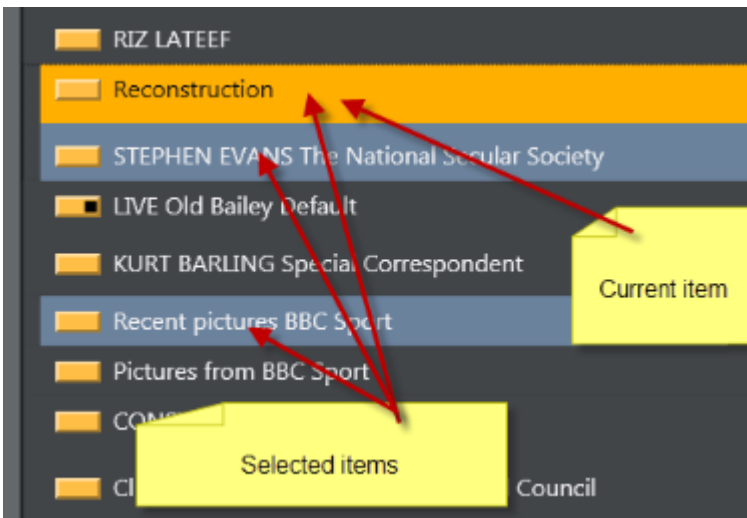 RIZ LATEEF
Reconstruction
STEPHEN EVANS The National Secular Society
LIVE Old Bailey Default
KURT BARLING Special Correspondent
Current item
Recent pictures BBC Sport
Pictures from BBC Sport
Selected items
Council